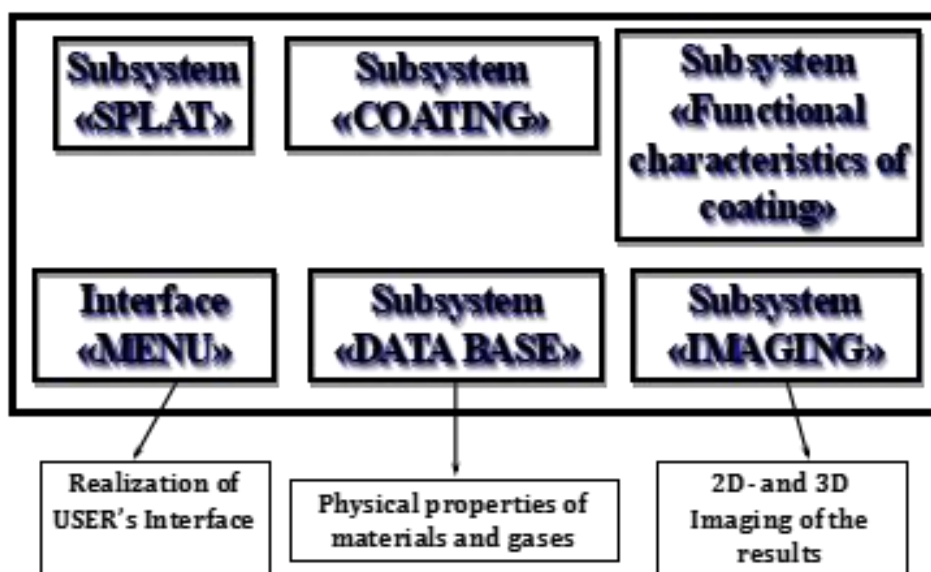 Subsystem
«SPLAT»
Subsystem
«COATING»
Subsystem
«Functional
characteristics of
coating»
Interface
«MENU»
Subsystem
«DATA BASE»
Subsystem
«IMAGING»
Realization of
USER's Interface
Physical properties of
materials and gases
2D- and 3D
Imaging of the
results